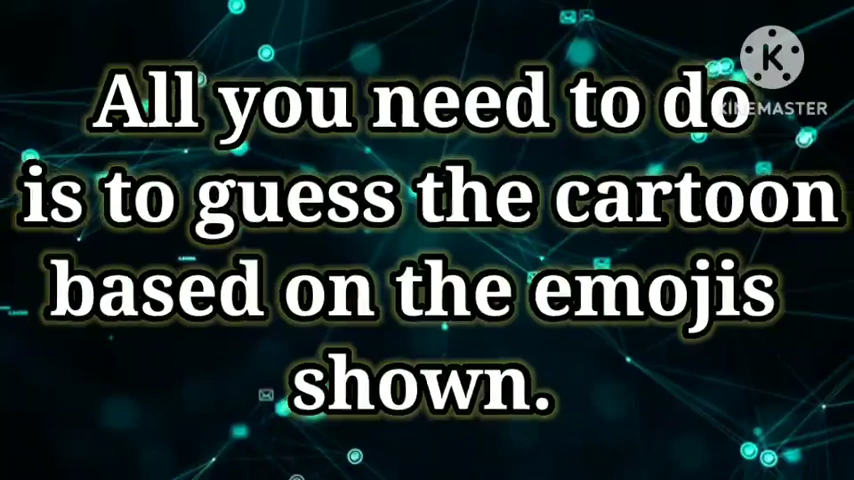 All you need to do
KINEMASTER
is to guess the cartoon
based on the emojis
shown.